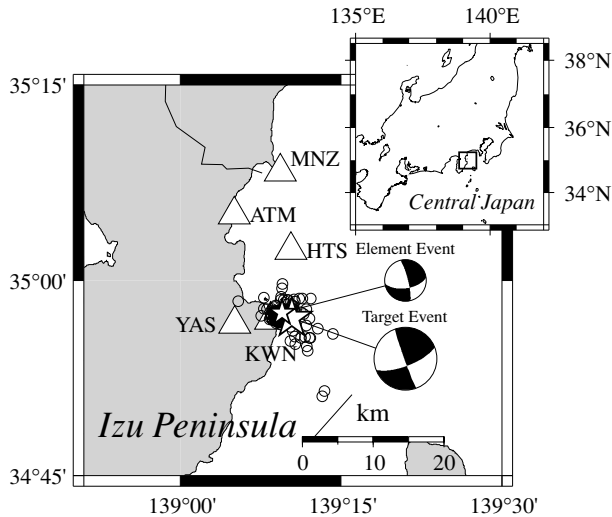 135°E
140°E
38°N
36°N
34°N
Central Japan
35°15'
MNZ
ATM
HTS
Element Event
35°00'
Target Event
YAS
KWN
km
Izu Peninsula
0
10
20
34°45'
139°00'
139°15'
139°30'